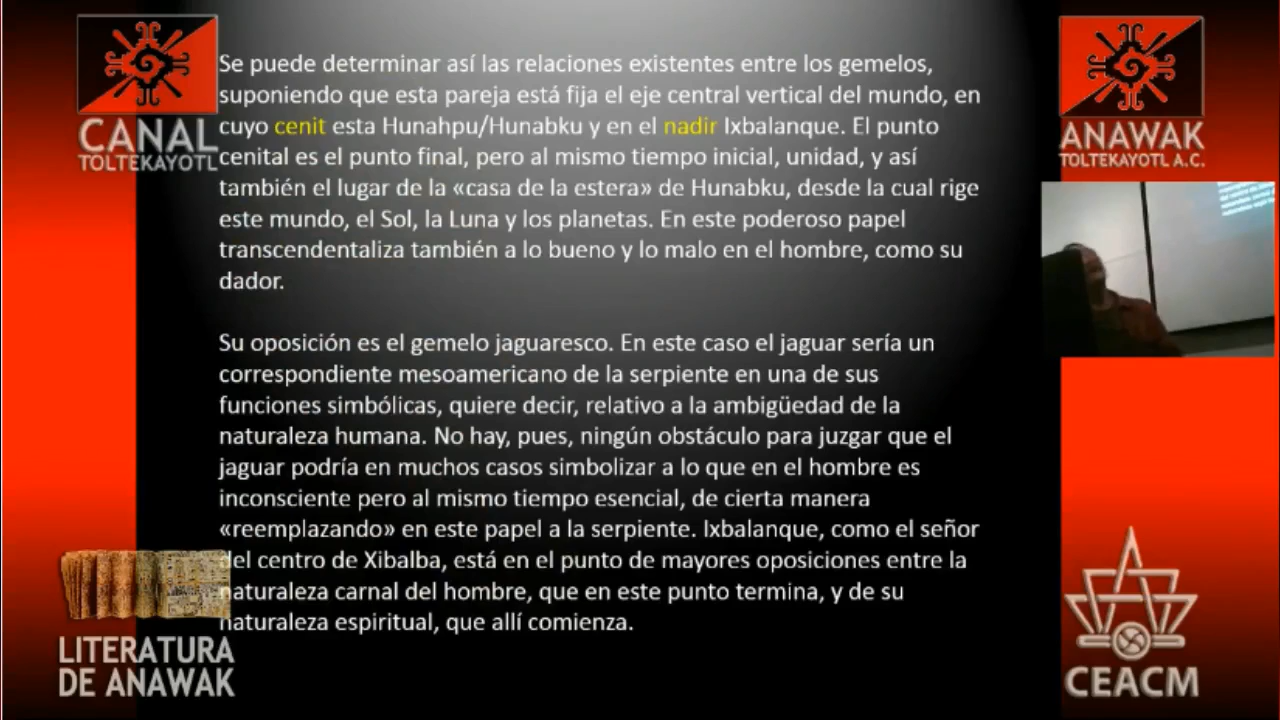 CANAL
TOLTEKAYOTL
ANAWAK
TOLTEKAYOTL A.C.
Se puede determinar así las relaciones existentes entre los gemelos,
suponiendo que esta pareja está fija el eje central vertical del mundo, en
cuyo cenit esta Hunahpu/Hunabku y en el nadir Ixbalanque. El punto
cenital es el punto final, pero al mismo tiempo inicial, unidad, y así
también el lugar de la «casa de la estera» de Hunabku, desde la cual rige
este mundo, el Sol, la Luna y los planetas. En este poderoso papel
transcendentaliza también a lo bueno y lo malo en el hombre, como su
dador.
Su oposición es el gemelo jaguaresco. En este caso el jaguar sería un
correspondiente mesoamericano de la serpiente en una de sus
funciones simbólicas, quiere decir, relativo a la ambigüedad de la
naturaleza humana. No hay, pues, ningún obstáculo para juzgar que el
jaguar podría en muchos casos simbolizar a lo que en el hombre es
inconsciente pero al mismo tiempo esencial, de cierta manera
«reemplazando» en este papel a la serpiente. Ixbalanque, como el señor
del centro de Xibalba, está en el punto de mayores oposiciones entre la
naturaleza carnal del hombre, que en este punto termina, y de su
naturaleza espiritual, que allí comienza.
LITERATURA
DE ANAWAK
CEACM